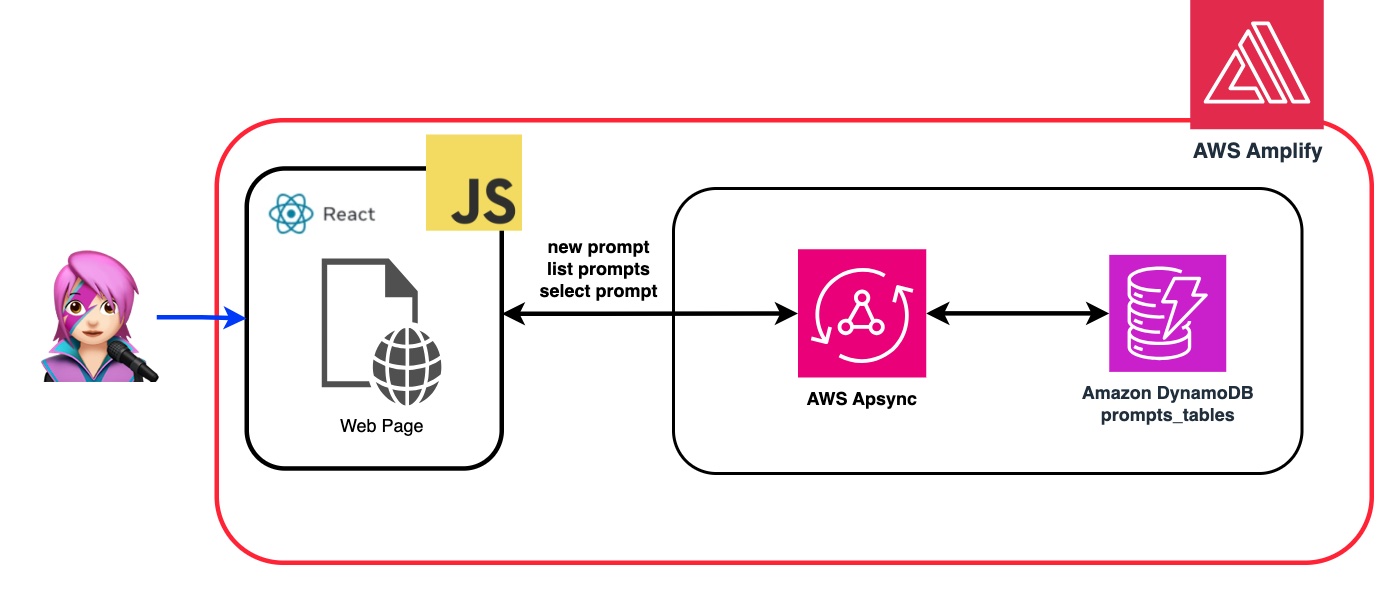 AWS Amplify
JS
React
new prompt
list prompts
select prompt
Web Page
AWS Apsync
Amazon DynamoDB
prompts_tables